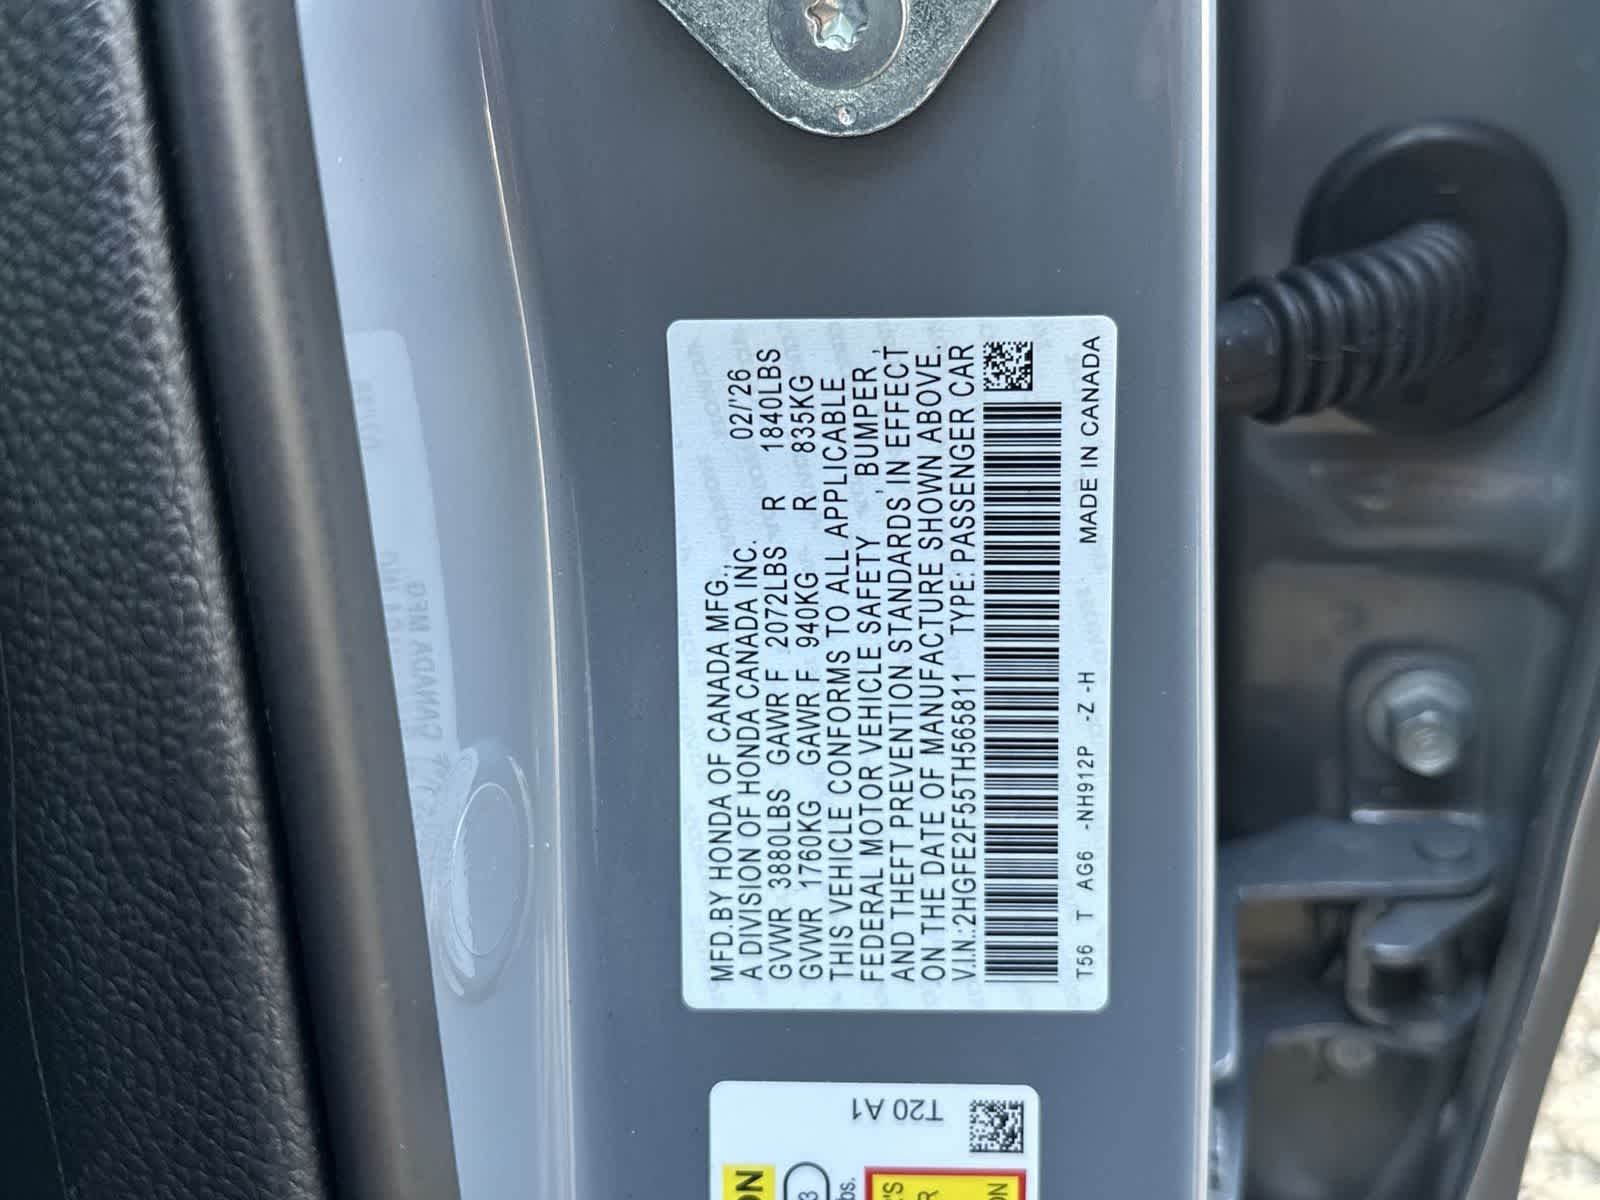 MFD.BY HONDA OF CANADA MFG., 02/'26
A DIVISION OF HONDA CANADA INC.
GVWR 3880LBS GAWR F 2072LBS R 1840LBS
GVWR 1760KG GAWR F 940KG R 835KG
THIS VEHICLE CONFORMS TO ALL APPLICABLE
FEDERAL MOTOR VEHICLE SAFETY , BUMPER ,
AND THEFT PREVENTION STANDARDS IN EFFECT
ON THE DATE OF MANUFACTURE SHOWN ABOVE.
V.I.N.:2HGFE2F55TH565811 TYPE: PASSENGER CAR
T56 T AG6 -NH912P -Z -H MADE IN CANADA
T20 A1